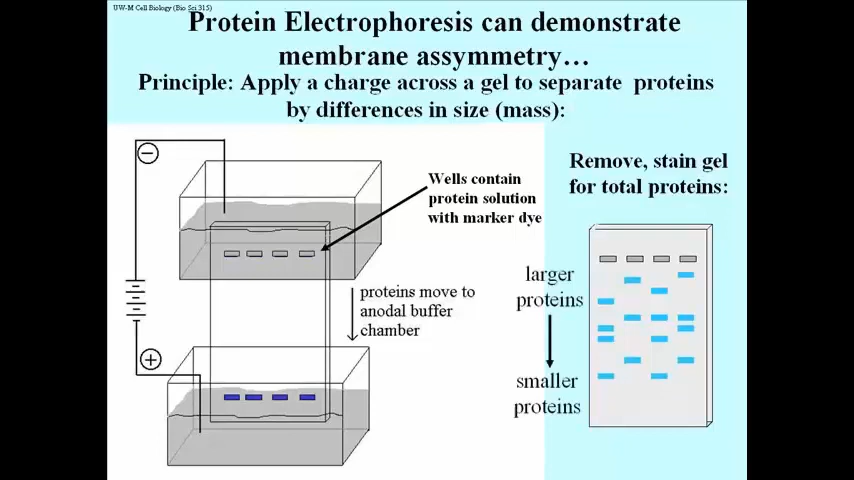 UW-M Cell Biology (Bio Sci 315)
Protein Electrophoresis can demonstrate
membrane assymmetry…
Principle: Apply a charge across a gel to separate proteins
by differences in size (mass):
−
Wells contain
protein solution
with marker dye
proteins move to
anodal buffer
chamber
+
Remove, stain gel
for total proteins:
larger
proteins
smaller
proteins